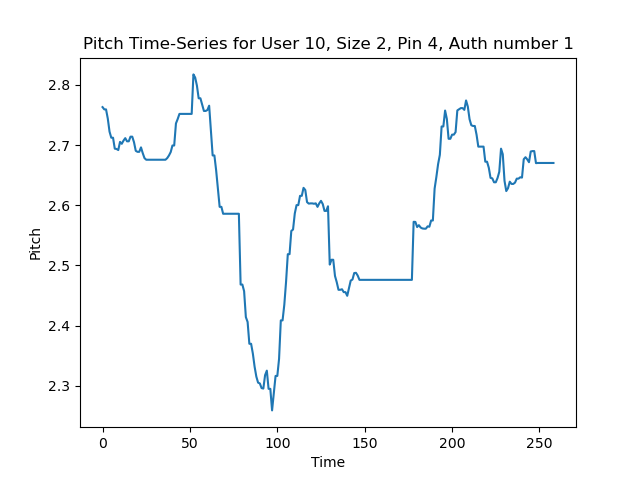 Pitch Time-Series for User 10, Size 2, Pin 4, Auth number 1
Pitch
2.8
2.7
2.6
2.5
2.4
2.3
0 50 100 150 200 250
Time